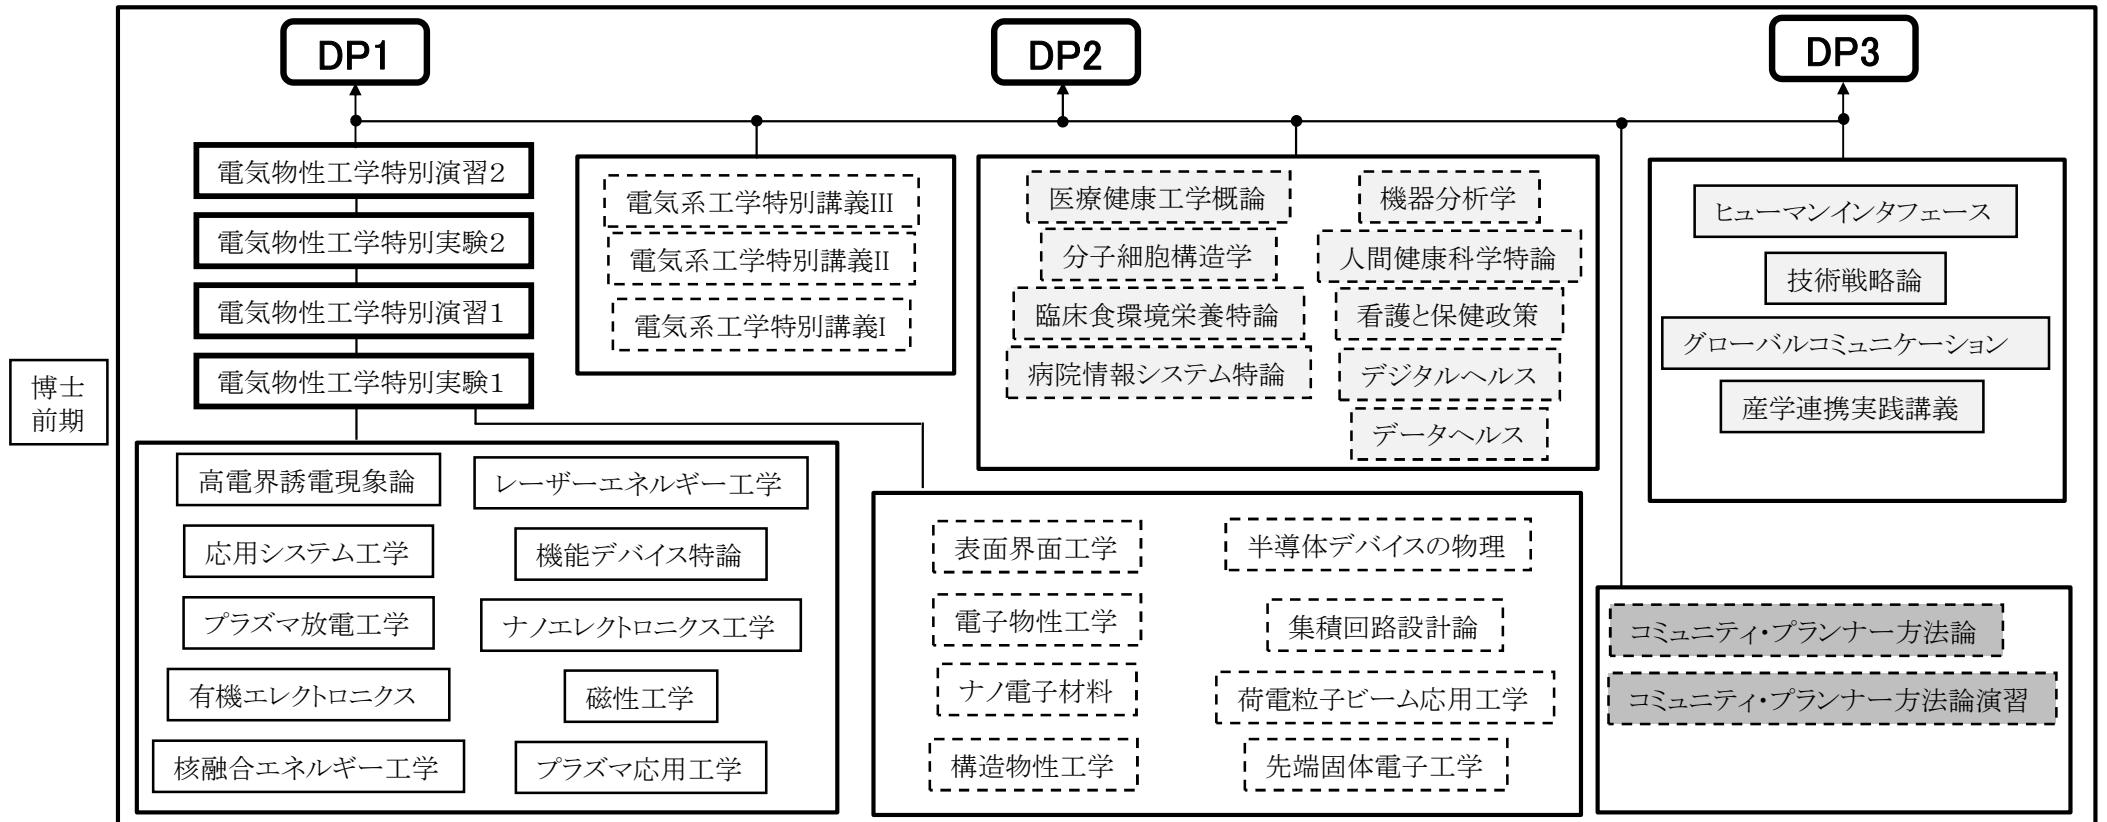 DP1
DP2
DP3
博士
前期
電気物性工学特別演習2
電気物性工学特別実験2
電気物性工学特別演習1
電気物性工学特別実験1
電気系工学特別講義III
電気系工学特別講義II
電気系工学特別講義I
医療健康工学概論
機器分析学
分子細胞構造学
人間健康科学特論
臨床食環境栄養特論
看護と保健政策
病院情報システム特論
デジタルヘルス
データヘルス
ヒューマンインタフェース
技術戦略論
グローバルコミュニケーション
産学連携実践講義
高電界誘電現象論
レーザーエネルギー工学
応用システム工学
機能デバイス特論
プラズマ放電工学
ナノエレクトロニクス工学
有機エレクトロニクス
磁性工学
核融合エネルギー工学
プラズマ応用工学
表面界面工学
半導体デバイスの物理
電子物性工学
集積回路設計論
ナノ電子材料
荷電粒子ビーム応用工学
構造物性工学
先端固体電子工学
コミュニティ・プランナー方法論
コミュニティ・プランナー方法論演習